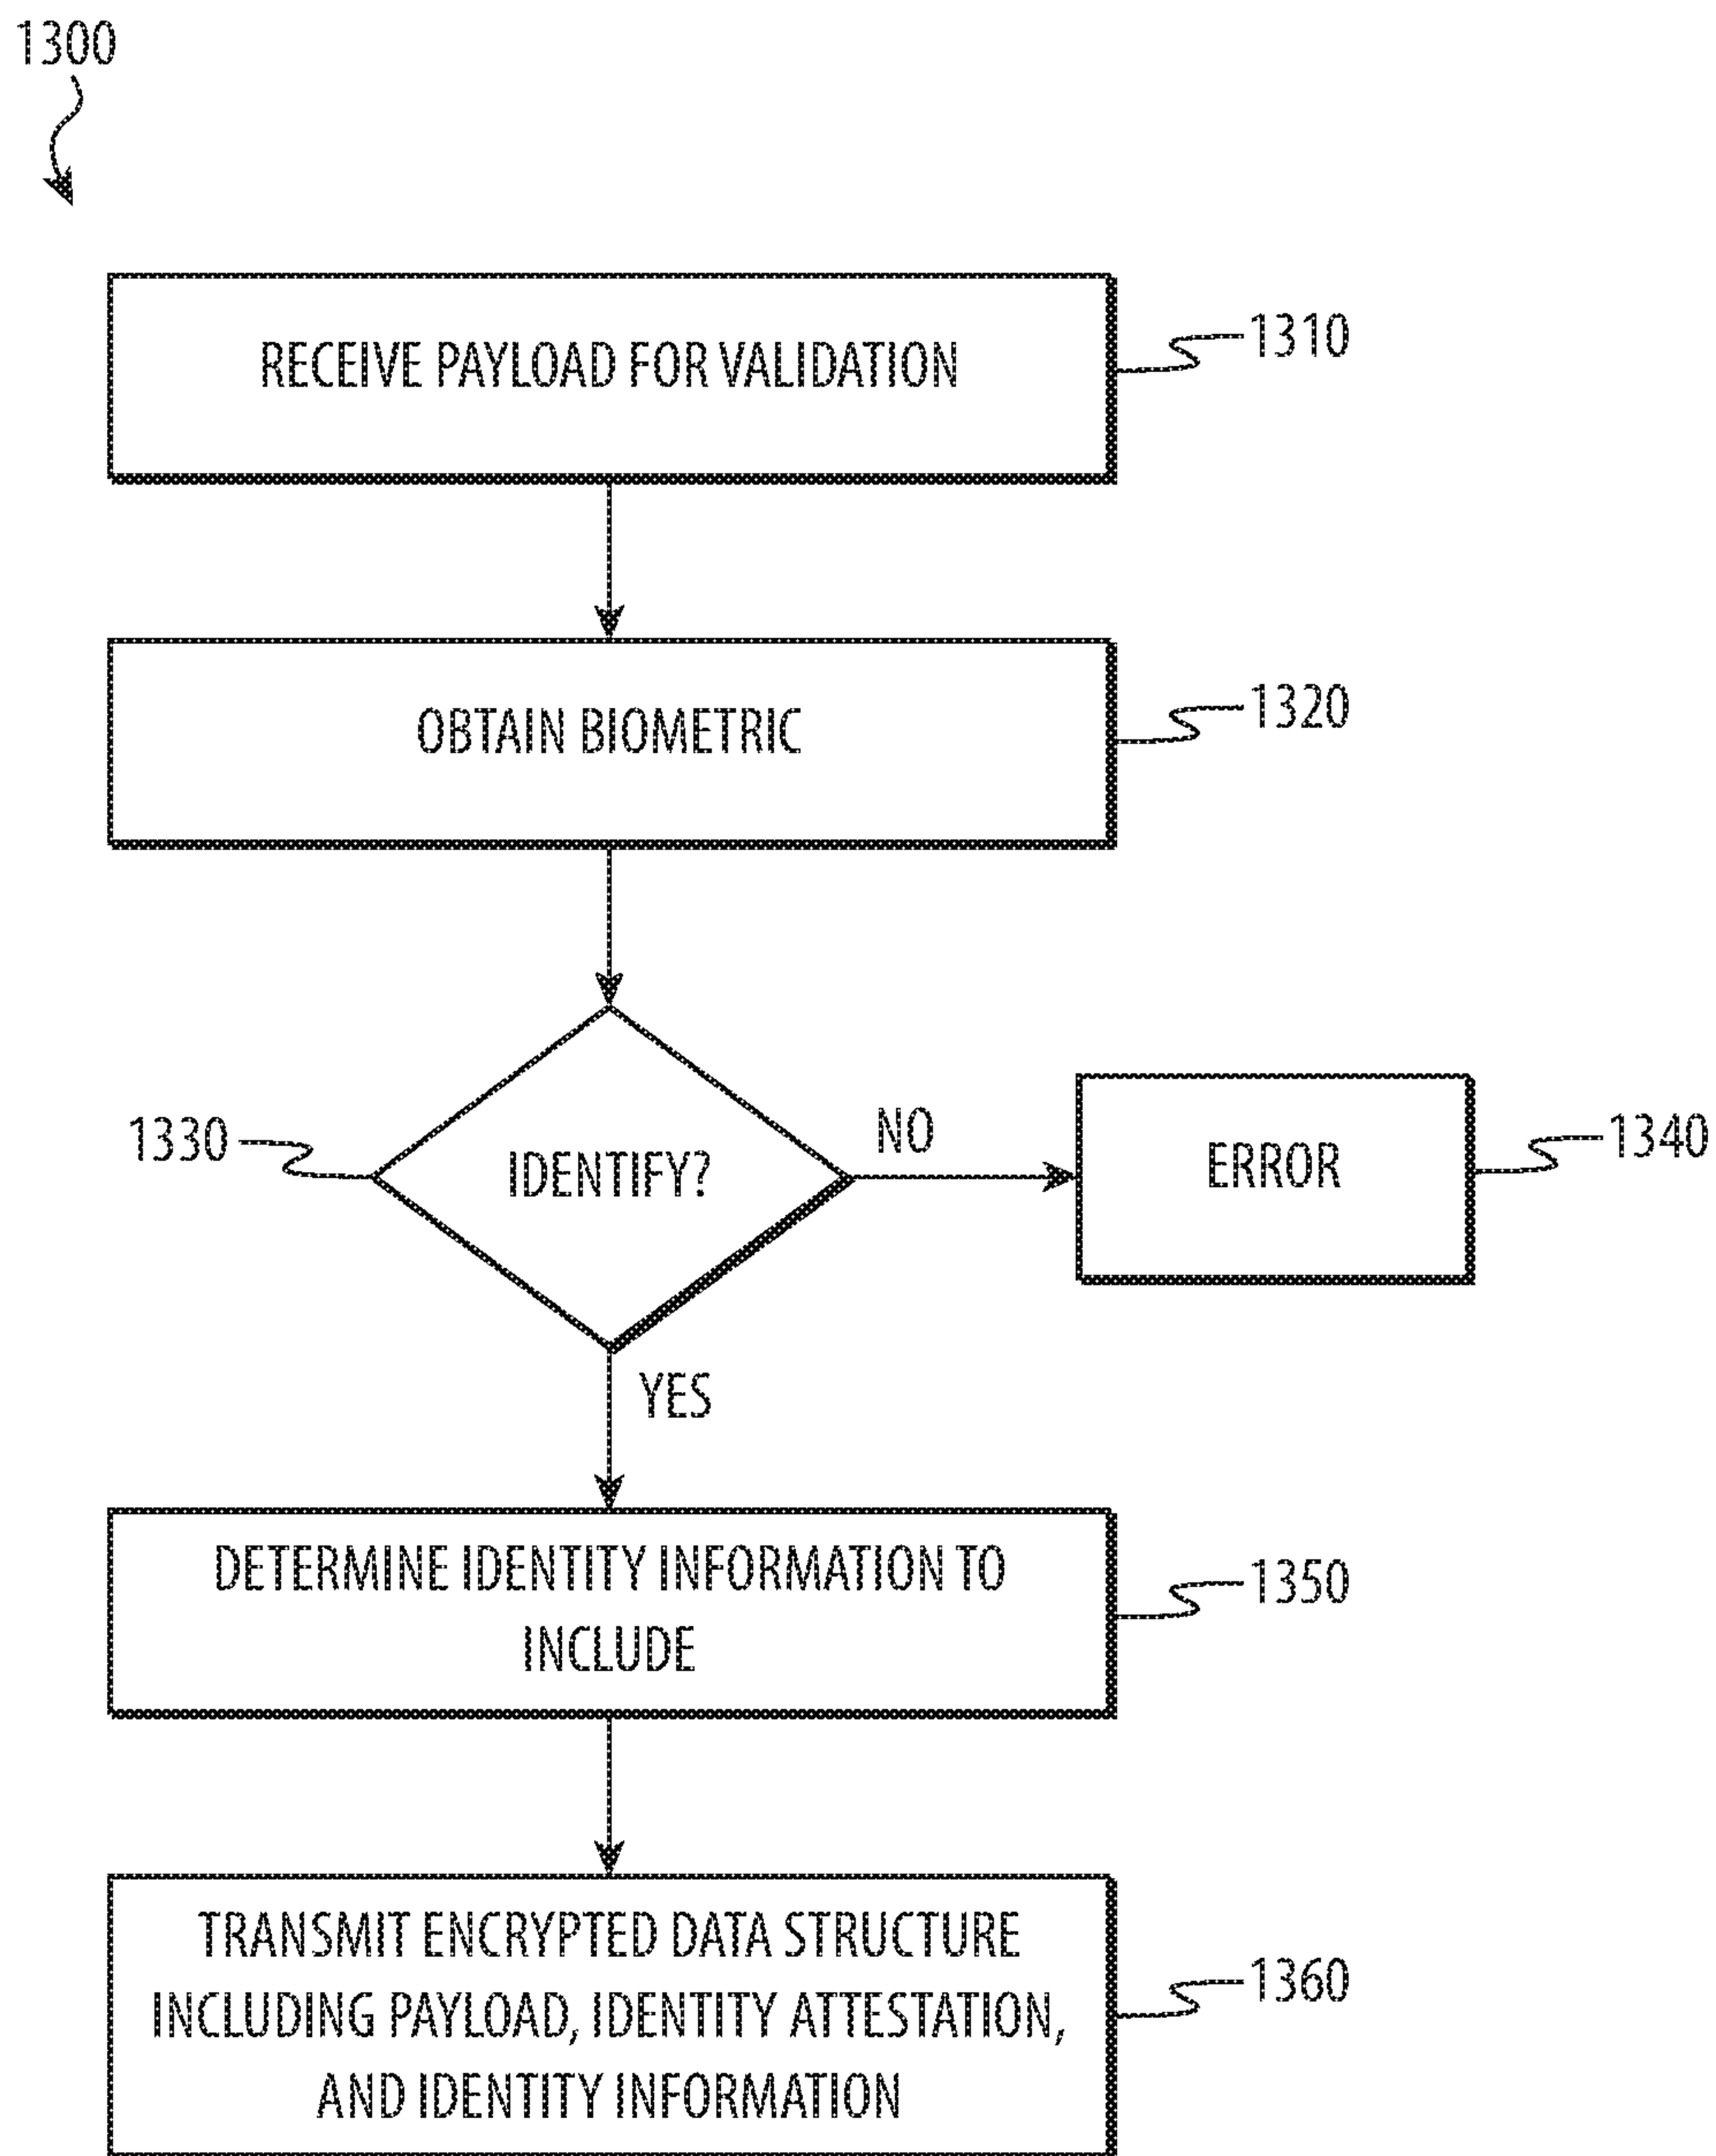 1300
RECEIVE PAYLOAD FOR VALIDATION
1310
OBTAIN BIOMETRIC
1320
1330
IDENTIFY?
NO
ERROR
1340
YES
DETERMINE IDENTITY INFORMATION TO
INCLUDE
1350
TRANSMIT ENCRYPTED DATA STRUCTURE
INCLUDING PAYLOAD, IDENTITY ATTESTATION,
AND IDENTITY INFORMATION
1360